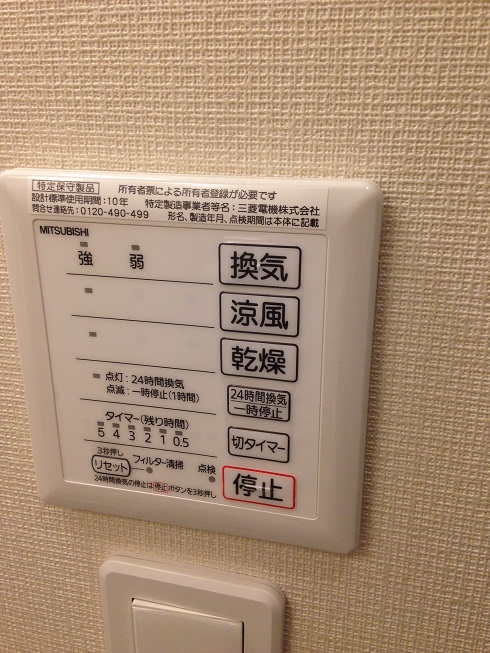 特定保守製品 所有者票による所有者登録が必要です
設計標準使用期間:10年 特定製造事業者等名:三菱電機株式会社
問合せ連絡先:0120-490-499 形名、製造年月、点検期間は本体に記載
MITSUBISHI
強 弱 換気
涼風
乾燥
点灯:24時間換気
点滅:一時停止(1時間)
24時間換気
一時停止
タイマー(残り時間)
5 4 3 2 1 0.5
切タイマー
3秒押し
リセット フィルター清掃 点検
停止
24時間換気の停止は停止ボタンを3秒押し